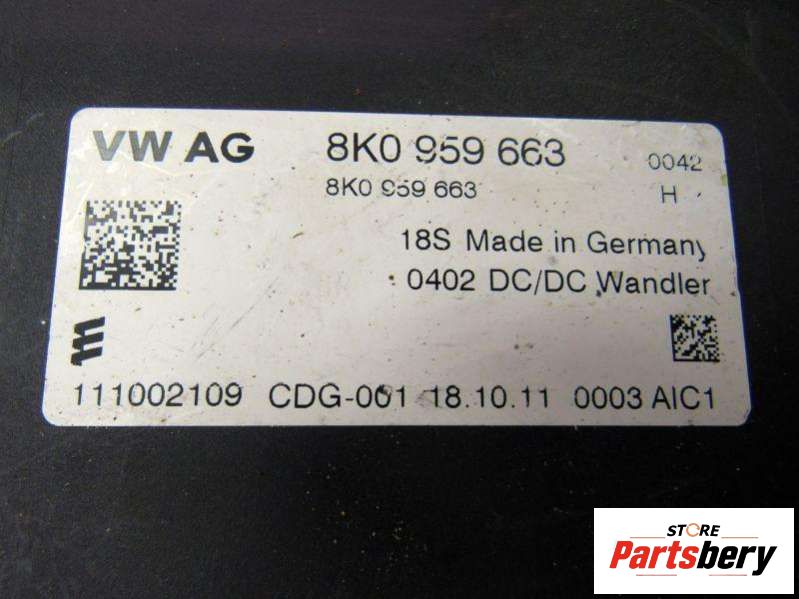 VW AG 8K0 959 663 0042
8K0 959 663 H
18S Made in Germany
0402 DC/DC Wandler
111002109 CDG-001 18.10.11 0003 AIC1
STORE
Partsbery